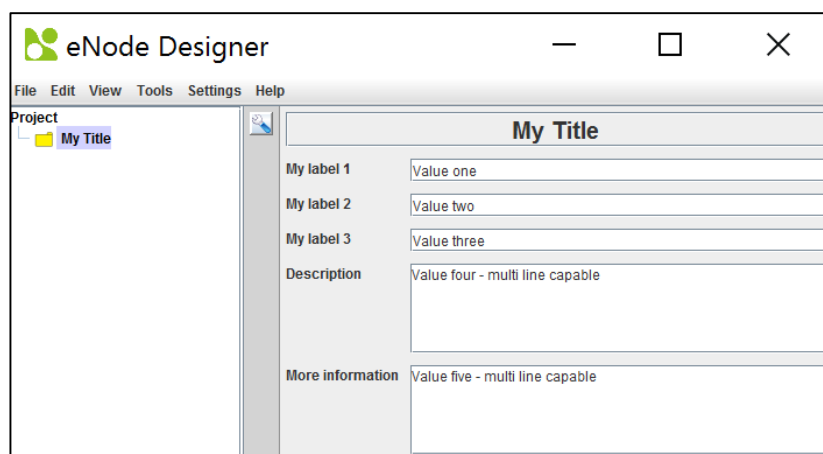 eNode Designer
File Edit View Tools Settings Help
Project
My Title
My Title
My label 1 Value one
My label 2 Value two
My label 3 Value three
Description Value four - multi line capable
More information Value five - multi line capable